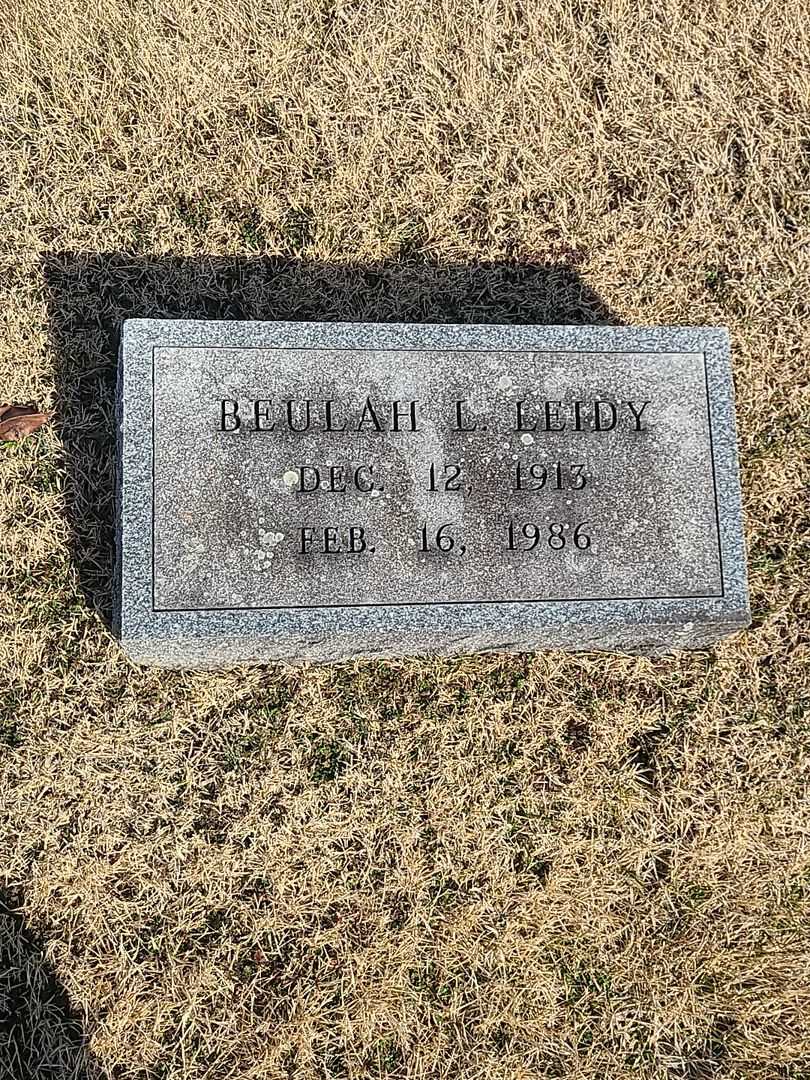 BEULAH L. LEIDY
DEC. 12, 1913
FEB. 16, 1986